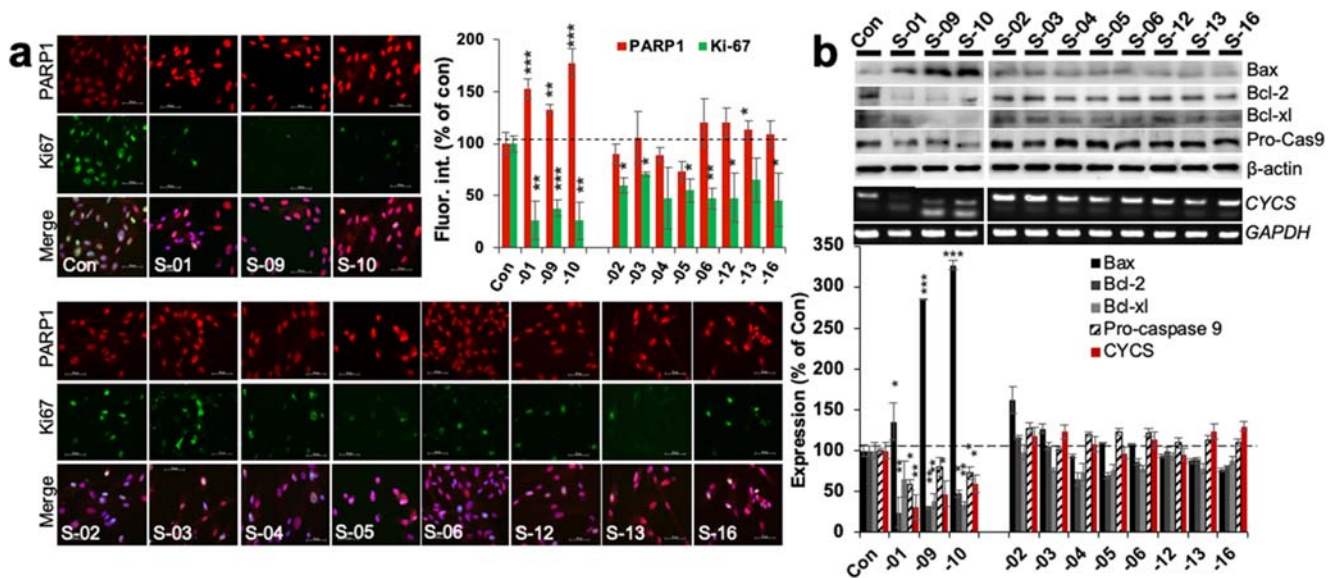 a
PARP1
Ki67
Merge
Con
S-01
S-09
S-10
Fluor. int. (% of con)
200
150
100
50
0
PARP1
Ki-67
***
**
***
**
***
**
*
*
*
**
*
*
Con
-01
-09
-10
-02
-03
-04
-05
-06
-12
-13
-16
PARP1
Ki67
Merge
S-02
S-03
S-04
S-05
S-06
S-12
S-13
S-16
b
Con
S-01
S-09
S-10
S-02
S-03
S-04
S-05
S-06
S-12
S-13
S-16
Bax
Bcl-2
Bcl-xl
Pro-Cas9
β-actin
CYCS
GAPDH
Expression (% of Con)
350
300
250
200
150
100
50
0
Bax
Bcl-2
Bcl-xl
Pro-caspase 9
CYCS
*
***
***
Con
-01
-09
-10
-02
-03
-04
-05
-06
-12
-13
-16